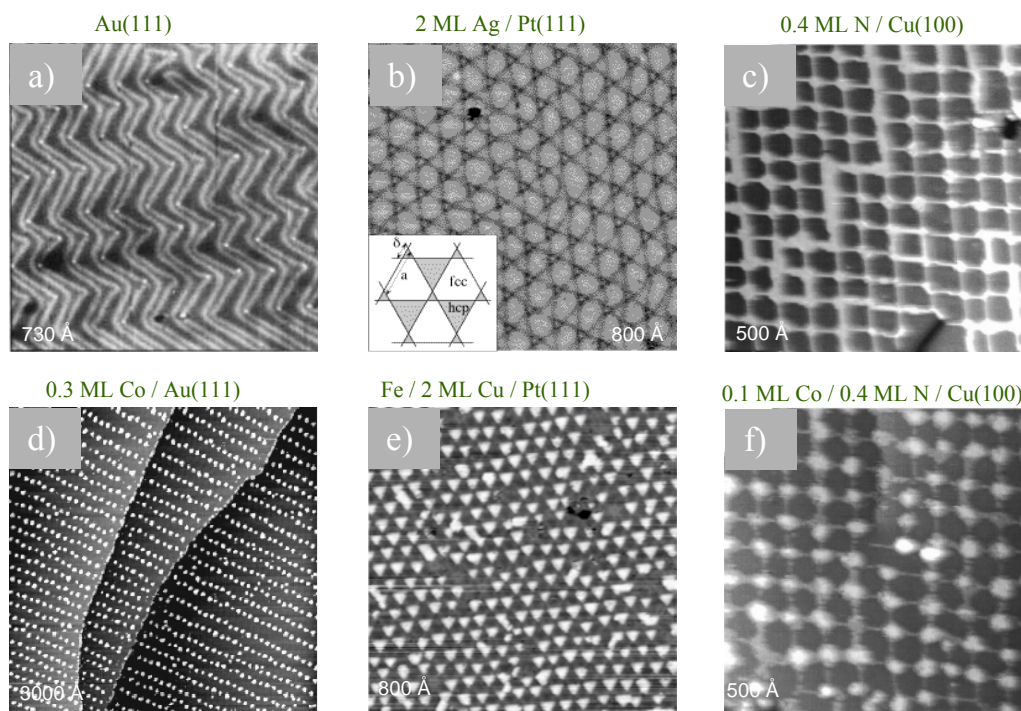 Au(111)
2 ML Ag / Pt(111)
0.4 ML N / Cu(100)
a)
b)
c)
δ
a
fcc
hcp
730 Å
800 Å
500 Å
0.3 ML Co / Au(111)
Fe / 2 ML Cu / Pt(111)
0.1 ML Co / 0.4 ML N / Cu(100)
d)
e)
f)
3000 Å
800 Å
500 Å